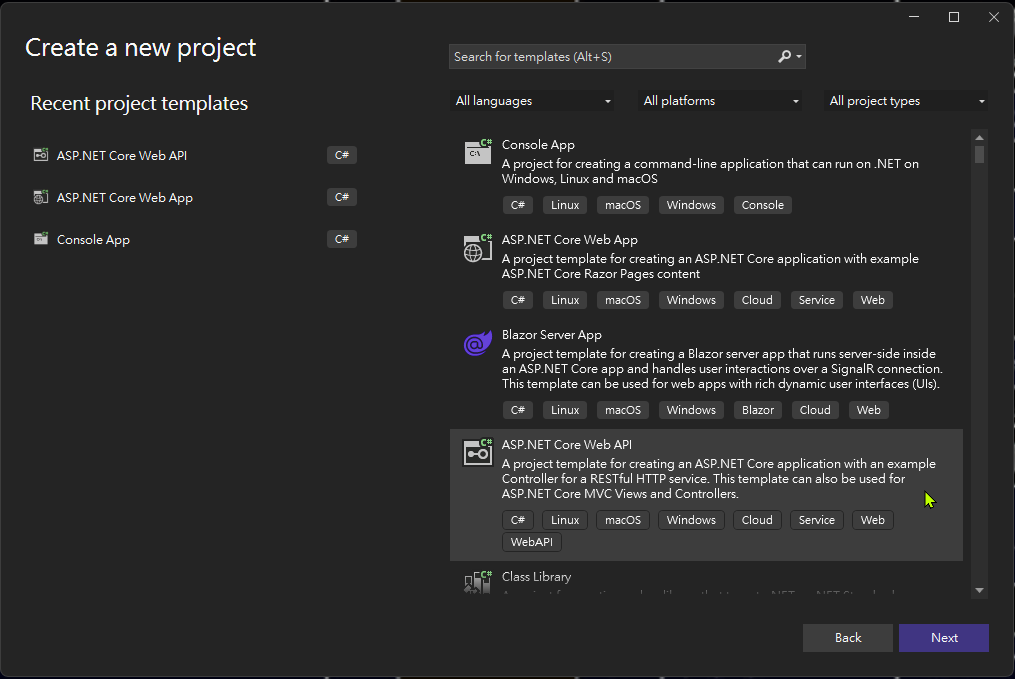 Create a new project
Search for templates (Alt+S)
Recent project templates
All languages
All platforms
All project types
ASP.NET Core Web API
C#
ASP.NET Core Web App
C#
Console App
C#
Console App
A project for creating a command-line application that can run on .NET on
Windows, Linux and macOS
C# Linux macOS Windows Console
ASP.NET Core Web App
A project template for creating an ASP.NET Core application with example
ASP.NET Core Razor Pages content
C# Linux macOS Windows Cloud Service Web
Blazor Server App
A project template for creating a Blazor server app that runs server-side inside
an ASP.NET Core app and handles user interactions over a SignalR connection.
This template can be used for web apps with rich dynamic user interfaces (UIs).
C# Linux macOS Windows Blazor Cloud Web
ASP.NET Core Web API
A project template for creating an ASP.NET Core application with an example
Controller for a RESTful HTTP service. This template can also be used for
ASP.NET Core MVC Views and Controllers.
C# Linux macOS Windows Cloud Service Web
WebAPI
Class Library
Back
Next